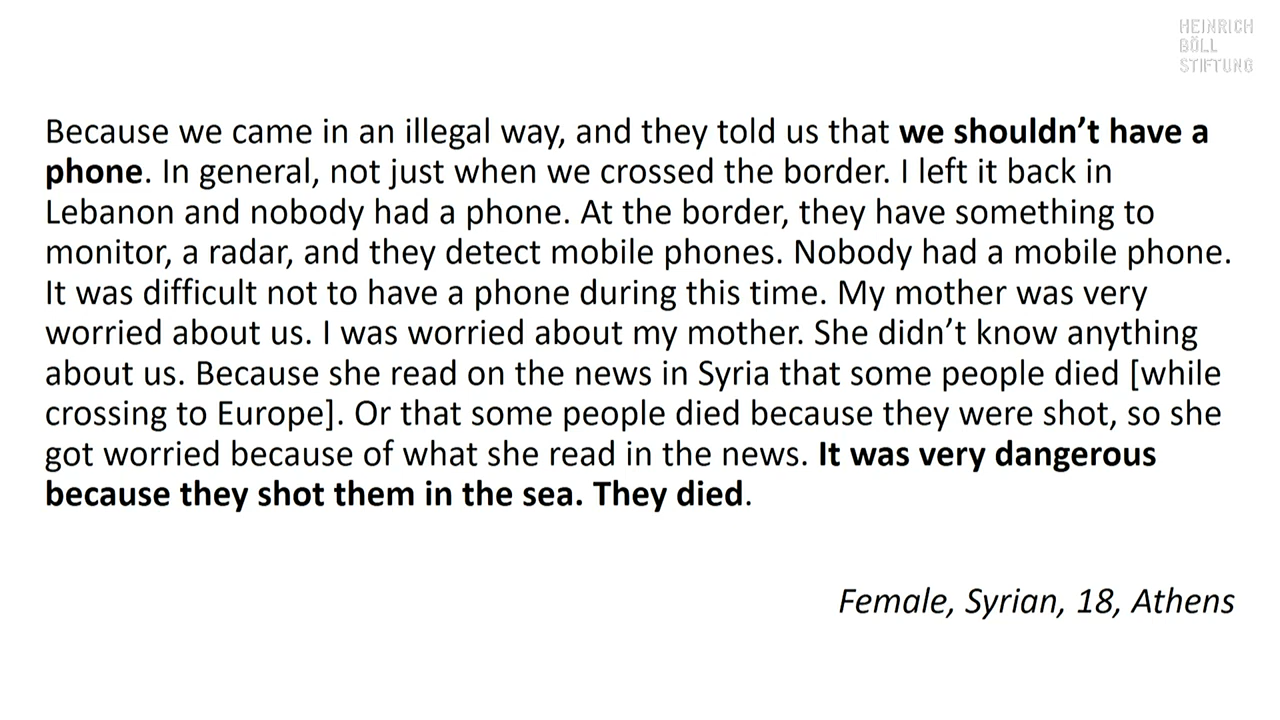 HEINRICH
BÖLL
STIFTUNG
Because we came in an illegal way, and they told us that we shouldn’t have a
phone. In general, not just when we crossed the border. I left it back in
Lebanon and nobody had a phone. At the border, they have something to
monitor, a radar, and they detect mobile phones. Nobody had a mobile phone.
It was difficult not to have a phone during this time. My mother was very
worried about us. I was worried about my mother. She didn’t know anything
about us. Because she read on the news in Syria that some people died [while
crossing to Europe]. Or that some people died because they were shot, so she
got worried because of what she read in the news. It was very dangerous
because they shot them in the sea. They died.
Female, Syrian, 18, Athens